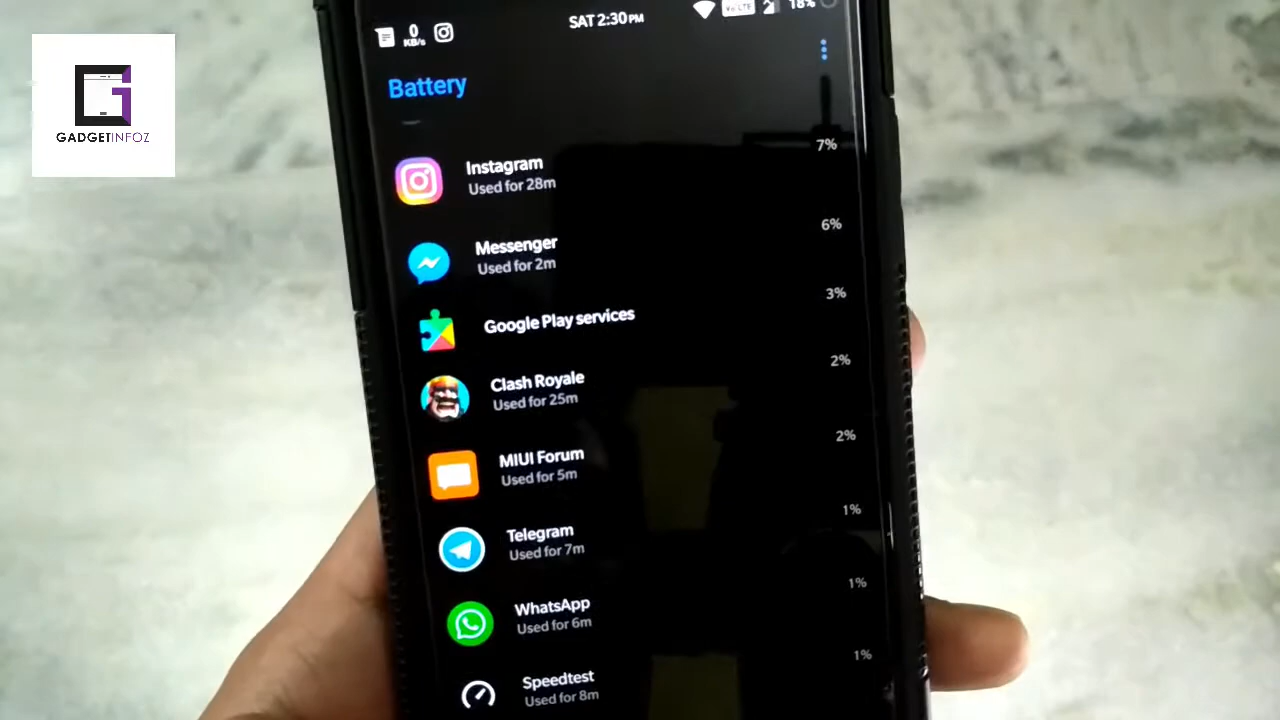 0
KB/s
SAT 2:30 PM
VoLTE
18%
Battery
GADGETINFOZ
7%
Instagram
Used for 28m
6%
Messenger
Used for 2m
3%
Google Play services
2%
Clash Royale
Used for 25m
2%
MIUI Forum
Used for 5m
1%
Telegram
Used for 7m
1%
WhatsApp
Used for 6m
1%
Speedtest
Used for 8m